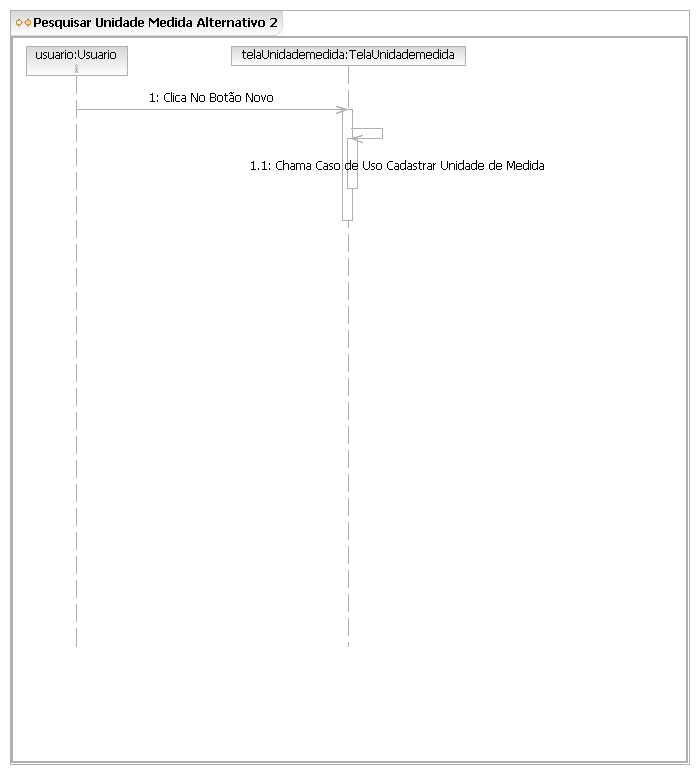 Pesquisar Unidade Medida Alternativo 2
usuario:Usuario
telaUnidademedida:TelaUnidademedida
1: Clica No Botão Novo
1.1: Chama Caso de Uso Cadastrar Unidade de Medida